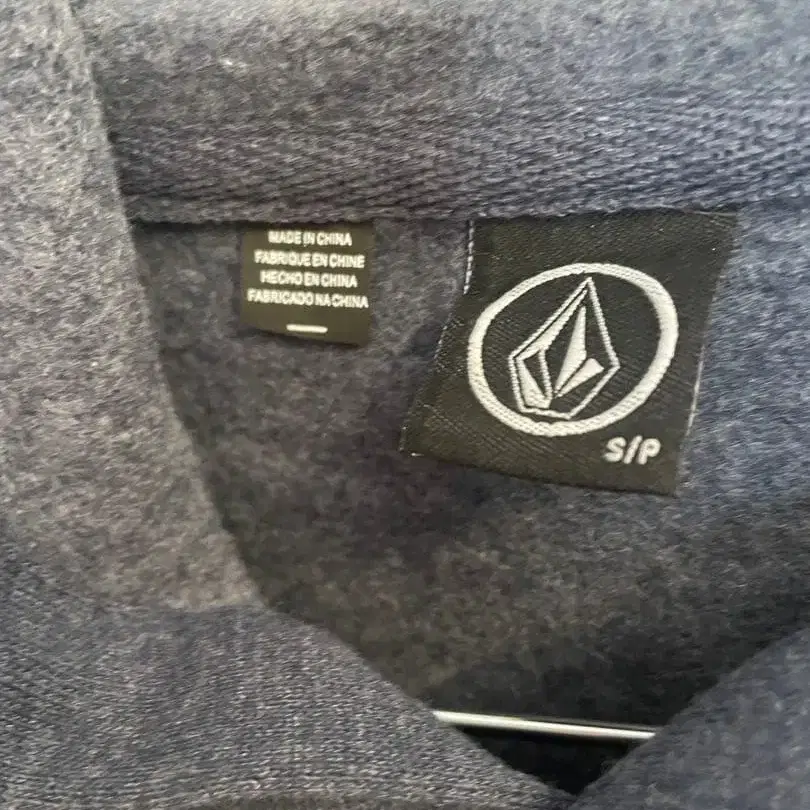 MADE IN CHINA
FABRIQUE EN CHINE
HECHO EN CHINA
FABRICADO NA CHINA
S/P